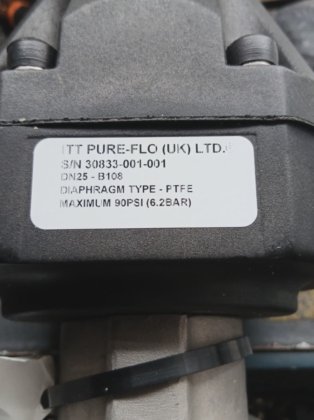 ITT PURE-FLO (UK) LTD.
S/N 30833-001-001
DN25 - B108
DIAPHRAGM TYPE - PTFE
MAXIMUM 90PSI (6.2BAR)